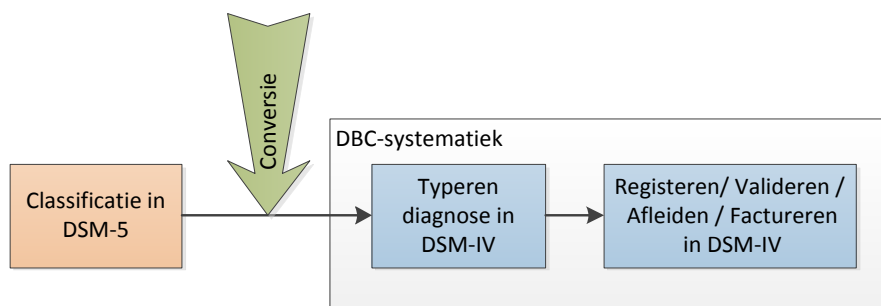 Conversie
DBC-systematiek
Classificatie in
DSM-5
Typeren
diagnose in
DSM-IV
Registeren/ Valideren /
Afleiden / Factureren
in DSM-IV